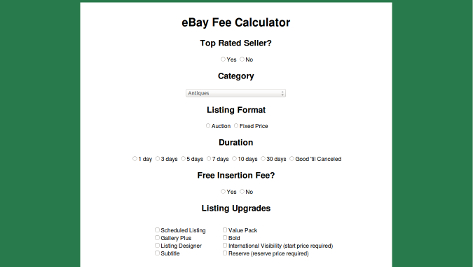 eBay Fee Calculator
Top Rated Seller?
Yes No
Category
Antiques
Listing Format
Auction Fixed Price
Duration
1 day 3 days 5 days 7 days 10 days 30 days Good 'til Canceled
Free Insertion Fee?
Yes No
Listing Upgrades
Scheduled Listing Value Pack
Gallery Plus Bold
Listing Designer International Visibility (start price required)
Subtitle Reserve (reserve price required)